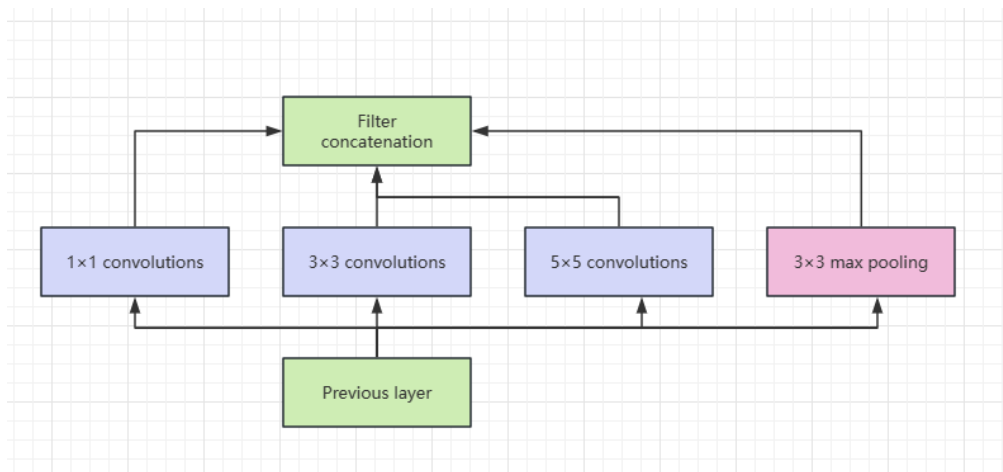 Filter
concatenation
1×1 convolutions
3×3 convolutions
5×5 convolutions
3×3 max pooling
Previous layer